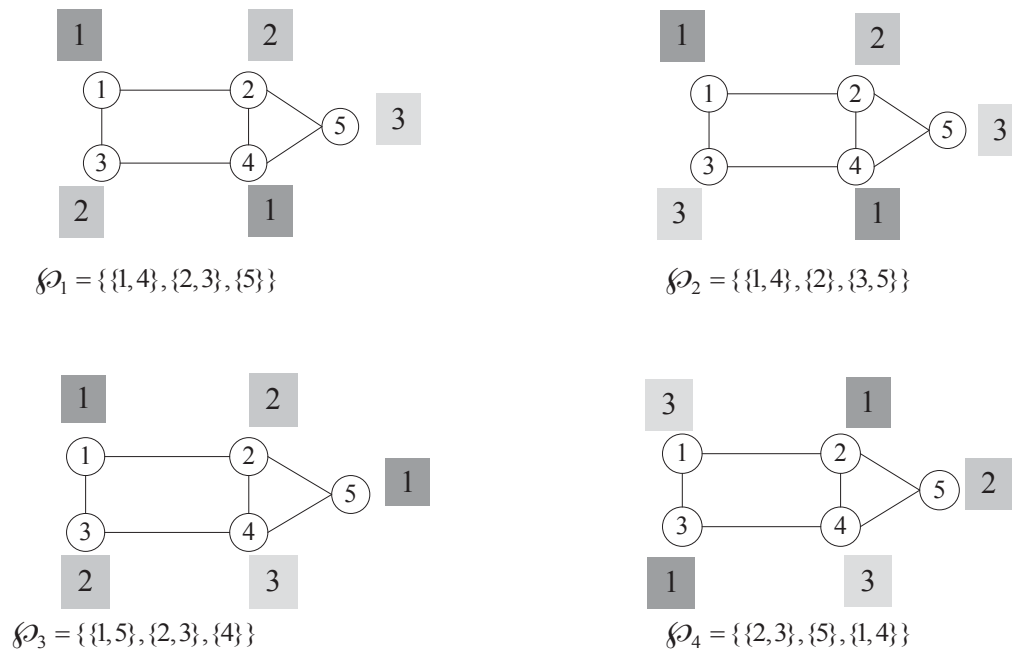 1 2
1 2 5 3
3 4
2 1
℘₁ = {{1,4},{2,3},{5}}
1 2
1 2 5 3
3 4
3 1
℘₂ = {{1,4},{2},{3,5}}
1 2
1 2 5 1
3 4
2 3
℘₃ = {{1,5},{2,3},{4}}
3 1
1 2 5 2
3 4
1 3
℘₄ = {{2,3},{5},{1,4}}